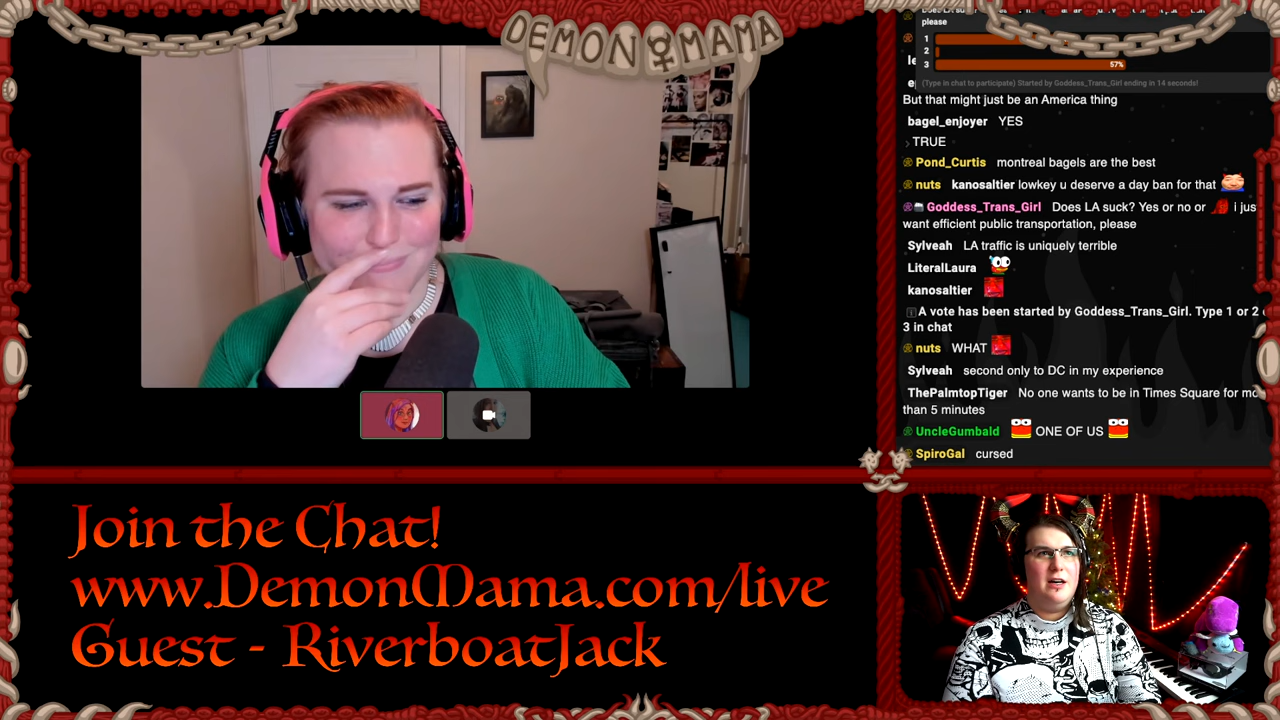 DEMON MAMA
please
1
2
3 57%
(Type in chat to participate) Started by Goddess_Trans_Girl ending in 14 seconds!
But that might just be an America thing
bagel_enjoyer YES
TRUE
Pond_Curtis montreal bagels are the best
nuts kanosaltier lowkey u deserve a day ban for that
Goddess_Trans_Girl Does LA suck? Yes or no or i jus
want efficient public transportation, please
Sylveah LA traffic is uniquely terrible
LiteralLaura
kanosaltier
A vote has been started by Goddess_Trans_Girl. Type 1 or 2
3 in chat
nuts WHAT
Sylveah second only to DC in my experience
ThePalmtopTiger No one wants to be in Times Square for mo
than 5 minutes
UncleGumbald ONE OF US
SpiroGal cursed
Join the Chat!
www.DemonMama.com/live
Guest - RiverboatJack